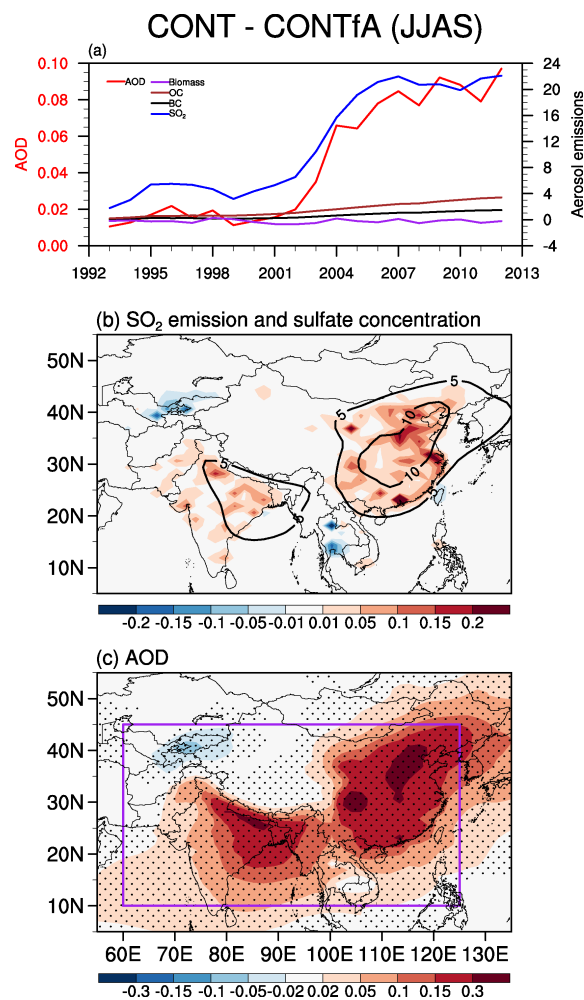 CONT - CONTfA (JJAS)
(a)
0.10
0.08
0.06
0.04
0.02
0.00
AOD
AOD
Biomass
OC
BC
SO₂
24
20
16
12
8
4
0
-4
Aerosol emissions
1992 1995 1998 2001 2004 2007 2010 2013
(b) SO₂ emission and sulfate concentration
50N
40N
30N
20N
10N
5
5
10
10
5
5
5
-0.2 -0.15 -0.1 -0.05 -0.01 0.01 0.05 0.1 0.15 0.2
(c) AOD
50N
40N
30N
20N
10N
60E 70E 80E 90E 100E 110E 120E 130E
-0.3 -0.15 -0.1 -0.05 -0.02 0.02 0.05 0.1 0.15 0.3